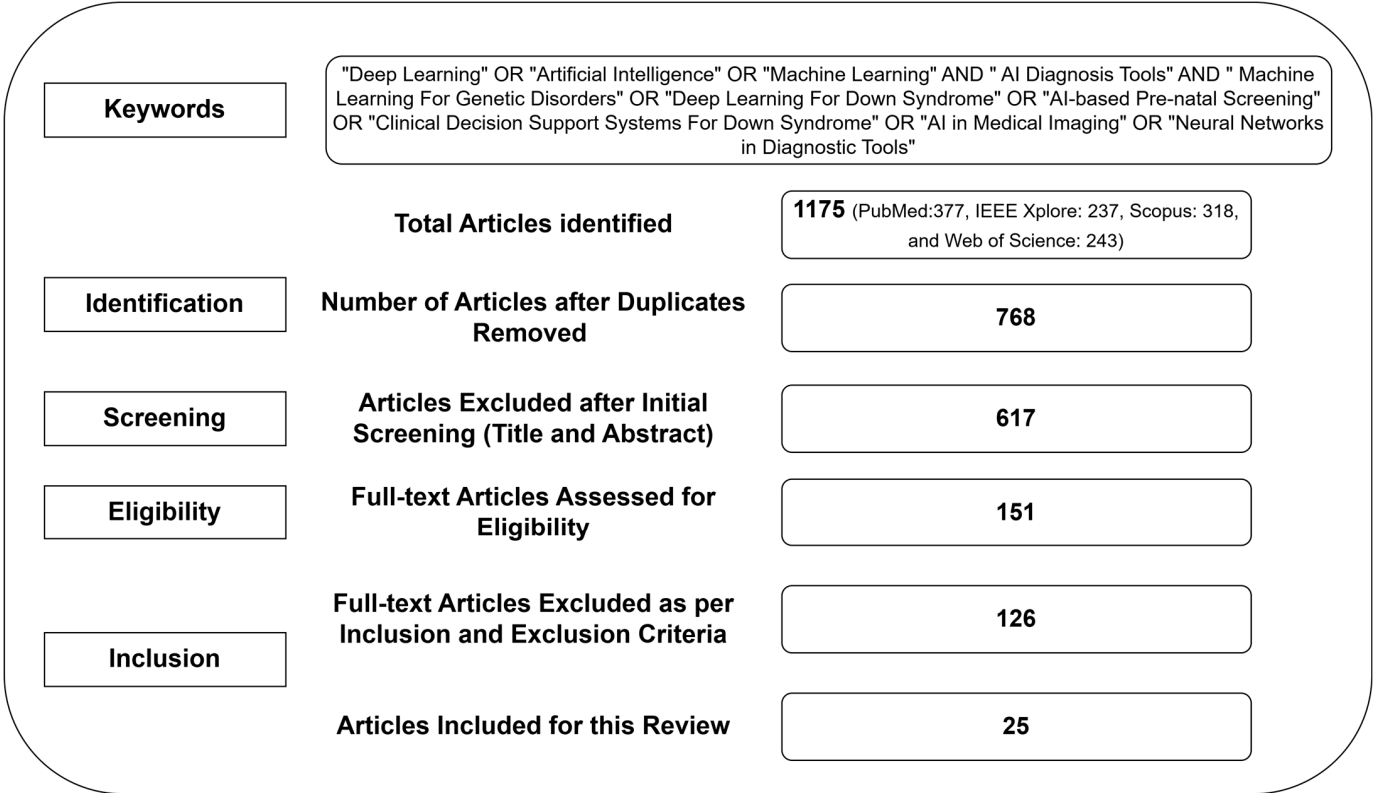 Keywords
"Deep Learning" OR "Artificial Intelligence" OR "Machine Learning" AND " AI Diagnosis Tools" AND " Machine
Learning For Genetic Disorders" OR "Deep Learning For Down Syndrome" OR "AI-based Pre-natal Screening"
OR "Clinical Decision Support Systems For Down Syndrome" OR "AI in Medical Imaging" OR "Neural Networks
in Diagnostic Tools"
Total Articles identified
1175 (PubMed:377, IEEE Xplore: 237, Scopus: 318,
and Web of Science: 243)
Identification
Number of Articles after Duplicates
Removed
768
Screening
Articles Excluded after Initial
Screening (Title and Abstract)
617
Eligibility
Full-text Articles Assessed for
Eligibility
151
Inclusion
Full-text Articles Excluded as per
Inclusion and Exclusion Criteria
126
Articles Included for this Review
25